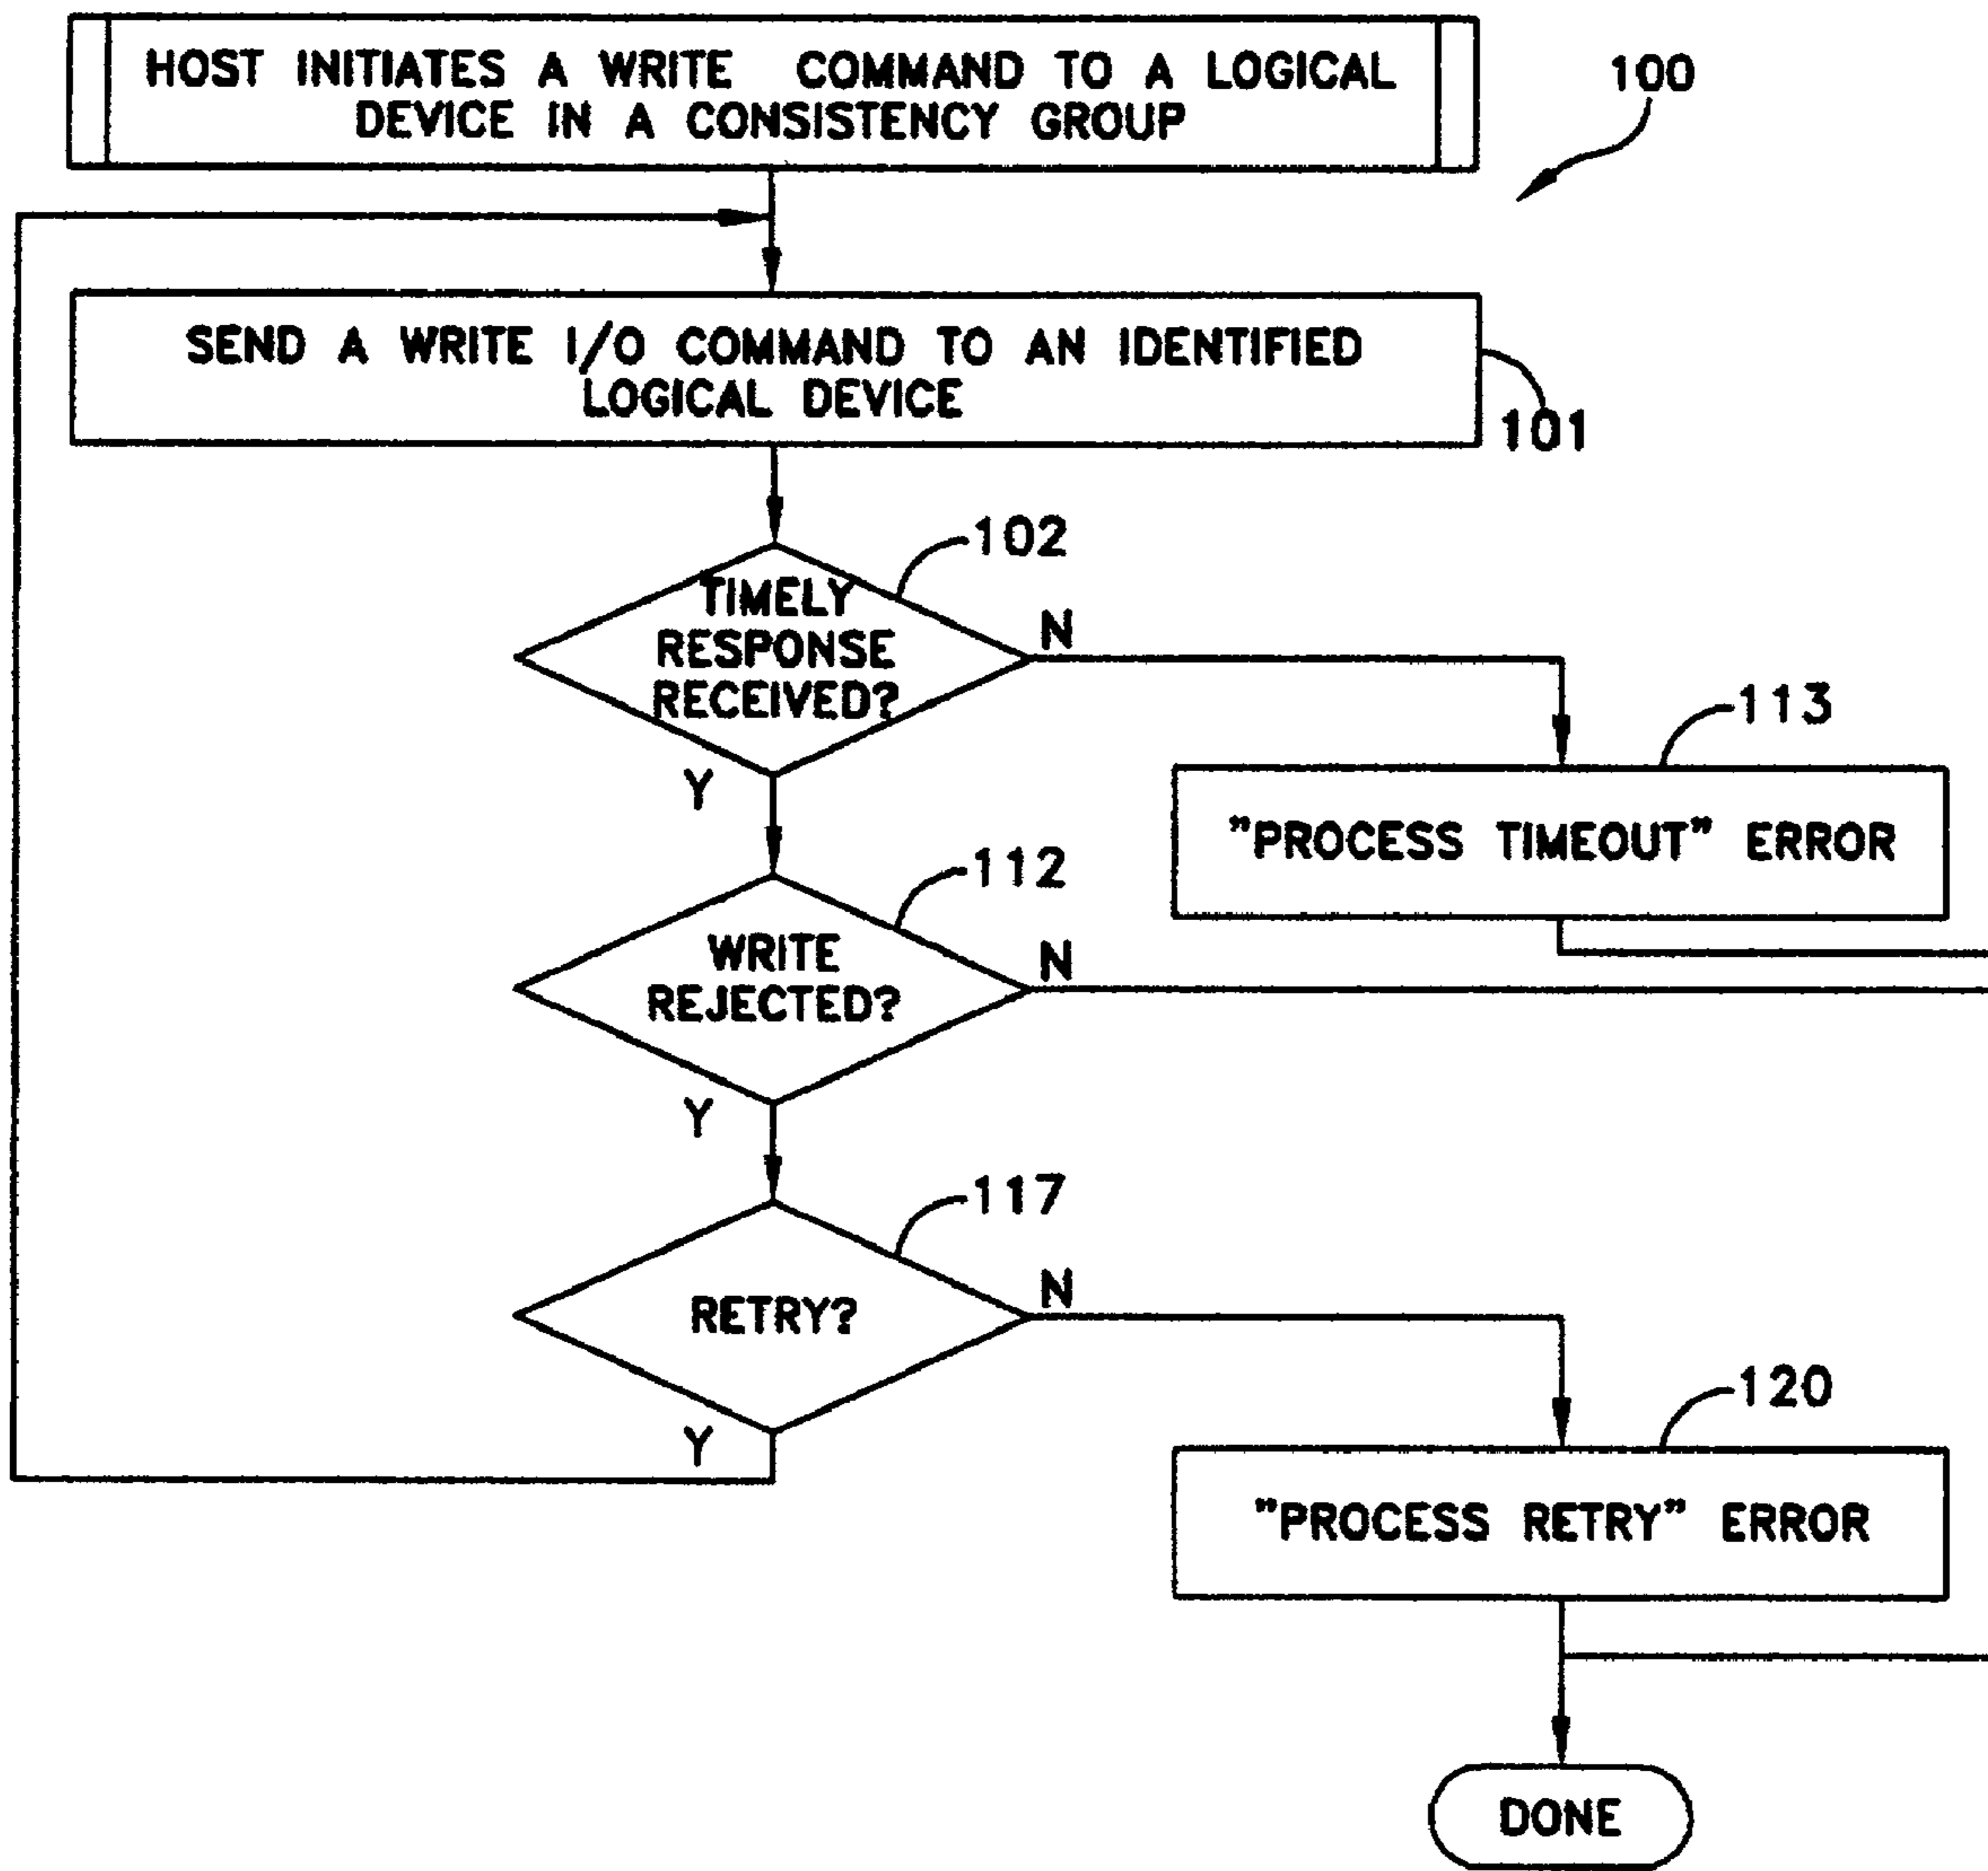 HOST INITIATES A WRITE COMMAND TO A LOGICAL
DEVICE IN A CONSISTENCY GROUP
100
SEND A WRITE I/O COMMAND TO AN IDENTIFIED
LOGICAL DEVICE
101
102
TIMELY
RESPONSE
RECEIVED?
N
Y
113
"PROCESS TIMEOUT" ERROR
112
WRITE
REJECTED?
N
Y
117
RETRY?
N
Y
120
"PROCESS RETRY" ERROR
DONE